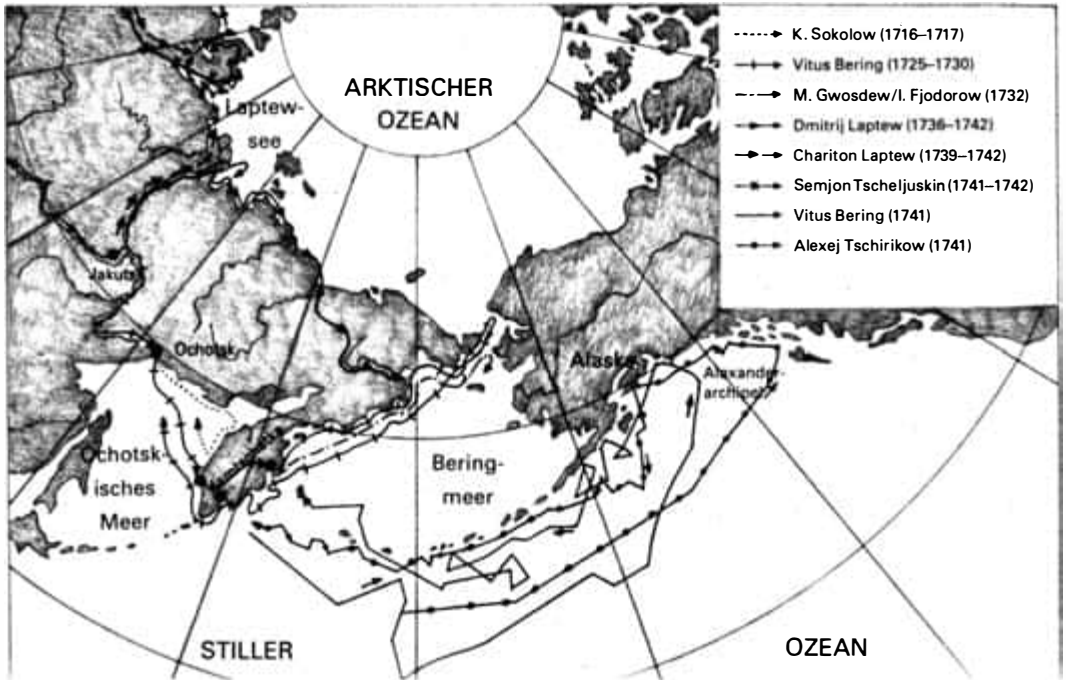 ARKTISCHER
OZEAN
Laptew-
see
Jakutsk
Ochotsk
Ochotsk-
isches
Meer
Alaska
Alaxander-
archipel
Bering-
meer
STILLER
OZEAN
K. Sokolow (1716–1717)
Vitus Bering (1725–1730)
M. Gwosdew/I. Fjodorow (1732)
Dmitrij Laptew (1736–1742)
Chariton Laptew (1739–1742)
Semjon Tscheljuskin (1741–1742)
Vitus Bering (1741)
Alexej Tschirikow (1741)